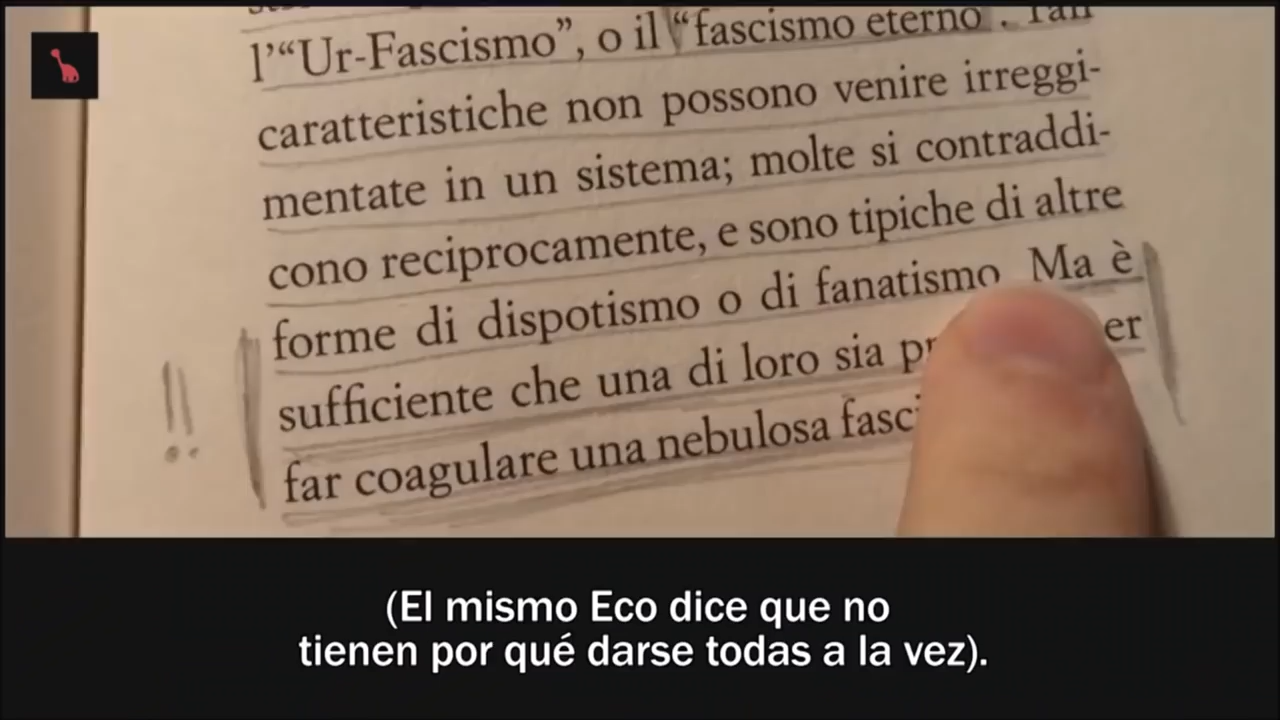 l'“Ur-Fascismo”, o il “fascismo eterno”. Tali
caratteristiche non possono venire irreggi-
mentate in un sistema; molte si contraddi-
cono reciprocamente, e sono tipiche di altre
forme di dispotismo o di fanatismo. Ma è
sufficiente che una di loro sia er
far coagulare una nebulosa
!!
(El mismo Eco dice que no
tienen por qué darse todas a la vez).